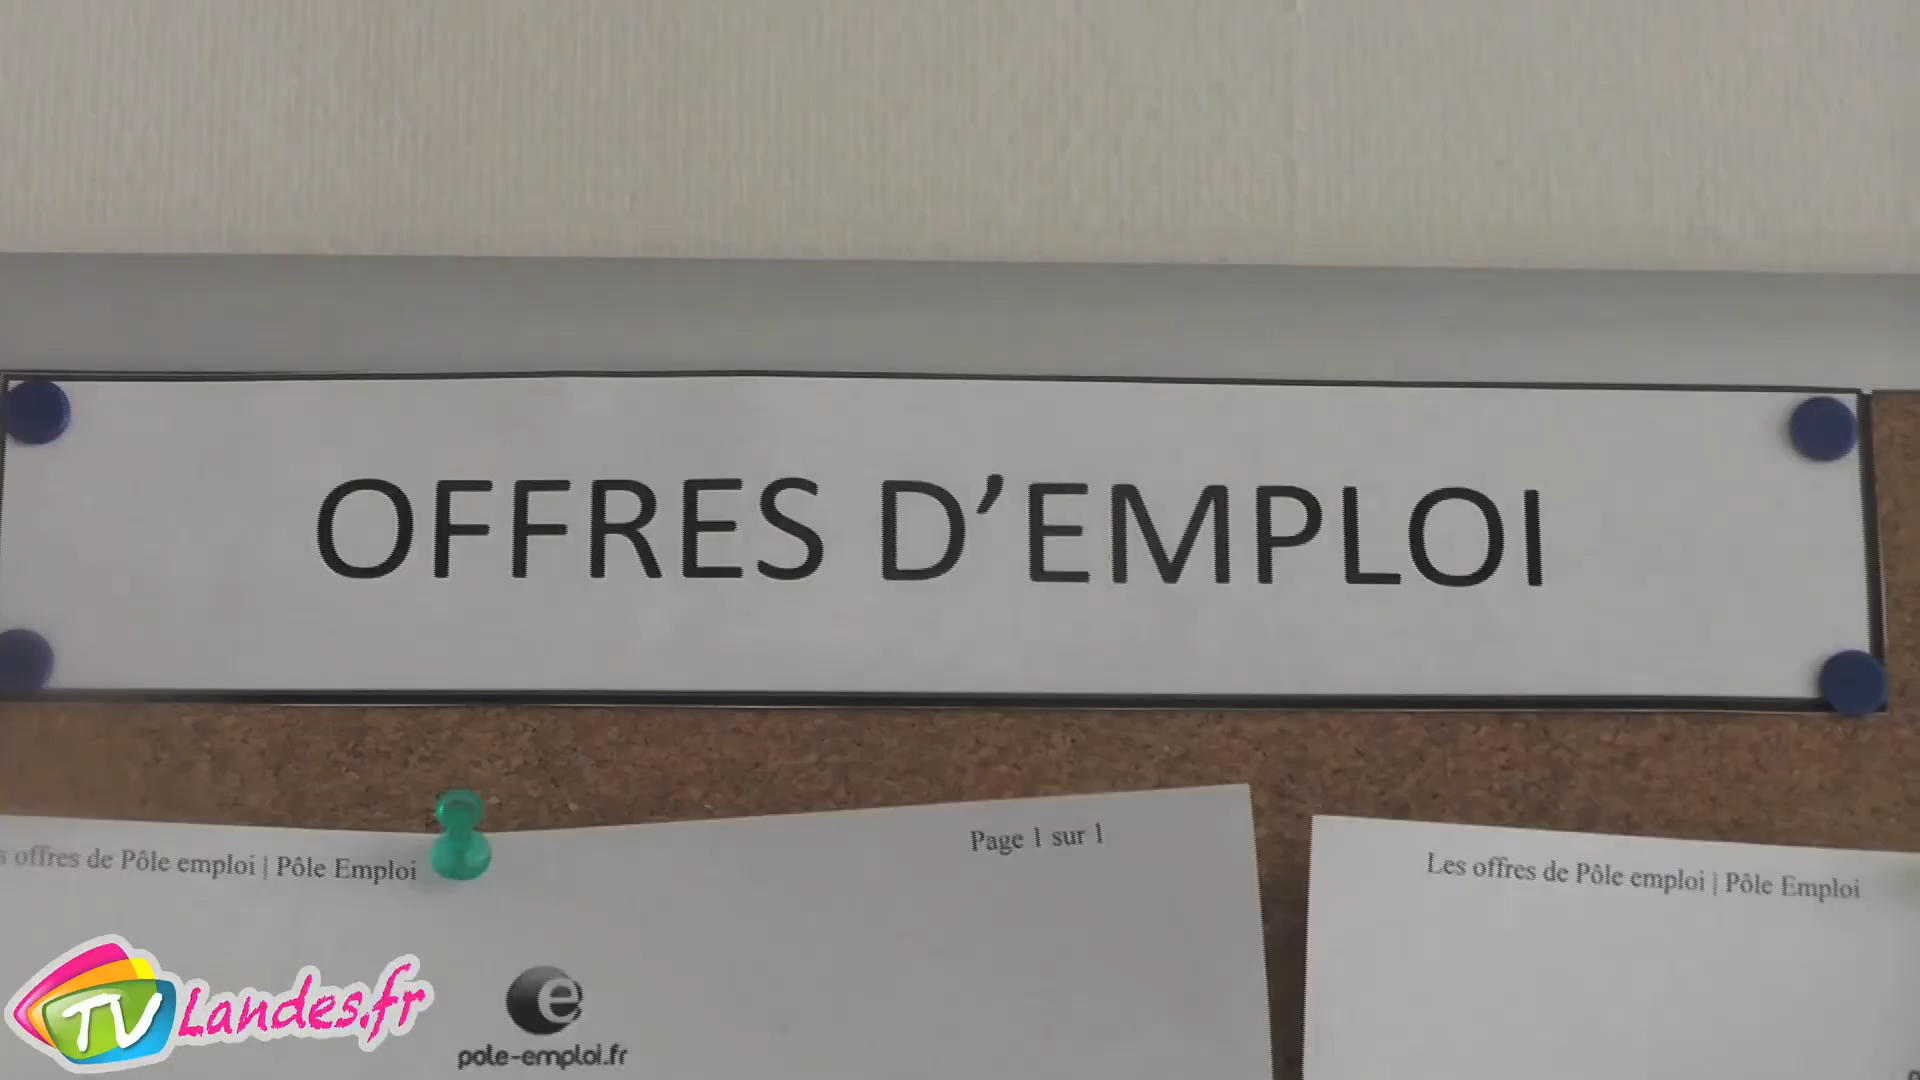 OFFRES D'EMPLOI
Page 1 sur 1
offres de Pôle emploi | Pôle Emploi
Les offres de Pôle emploi | Pôle Emploi
TV Landes.fr
pole-emploi.fr